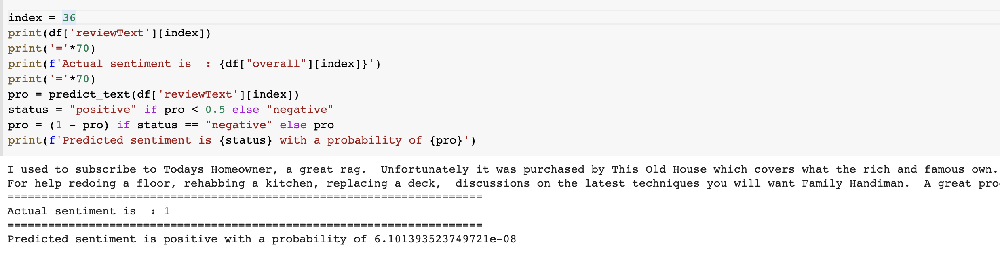 index = 36
print(df['reviewText'][index])
print('='*70)
print(f'Actual sentiment is  : {df["overall"][index]}')
print('='*70)
pro = predict_text(df['reviewText'][index])
status = "positive" if pro < 0.5 else "negative"
pro = (1 - pro) if status == "negative" else pro
print(f'Predicted sentiment is {status} with a probability of {pro}')
I used to subscribe to Todays Homeowner, a great rag.  Unfortunately it was purchased by This Old House which covers what the rich and famous own.
For help redoing a floor, rehabbing a kitchen, replacing a deck,  discussions on the latest techniques you will want Family Handiman.  A great
======================================================================
Actual sentiment is  : 1
======================================================================
Predicted sentiment is positive with a probability of 6.101393523749721e-08